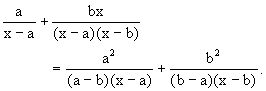 a/(x − a) + bx/((x − a)(x − b))
= a²/((a − b)(x − a)) + b²/((b − a)(x − b)).